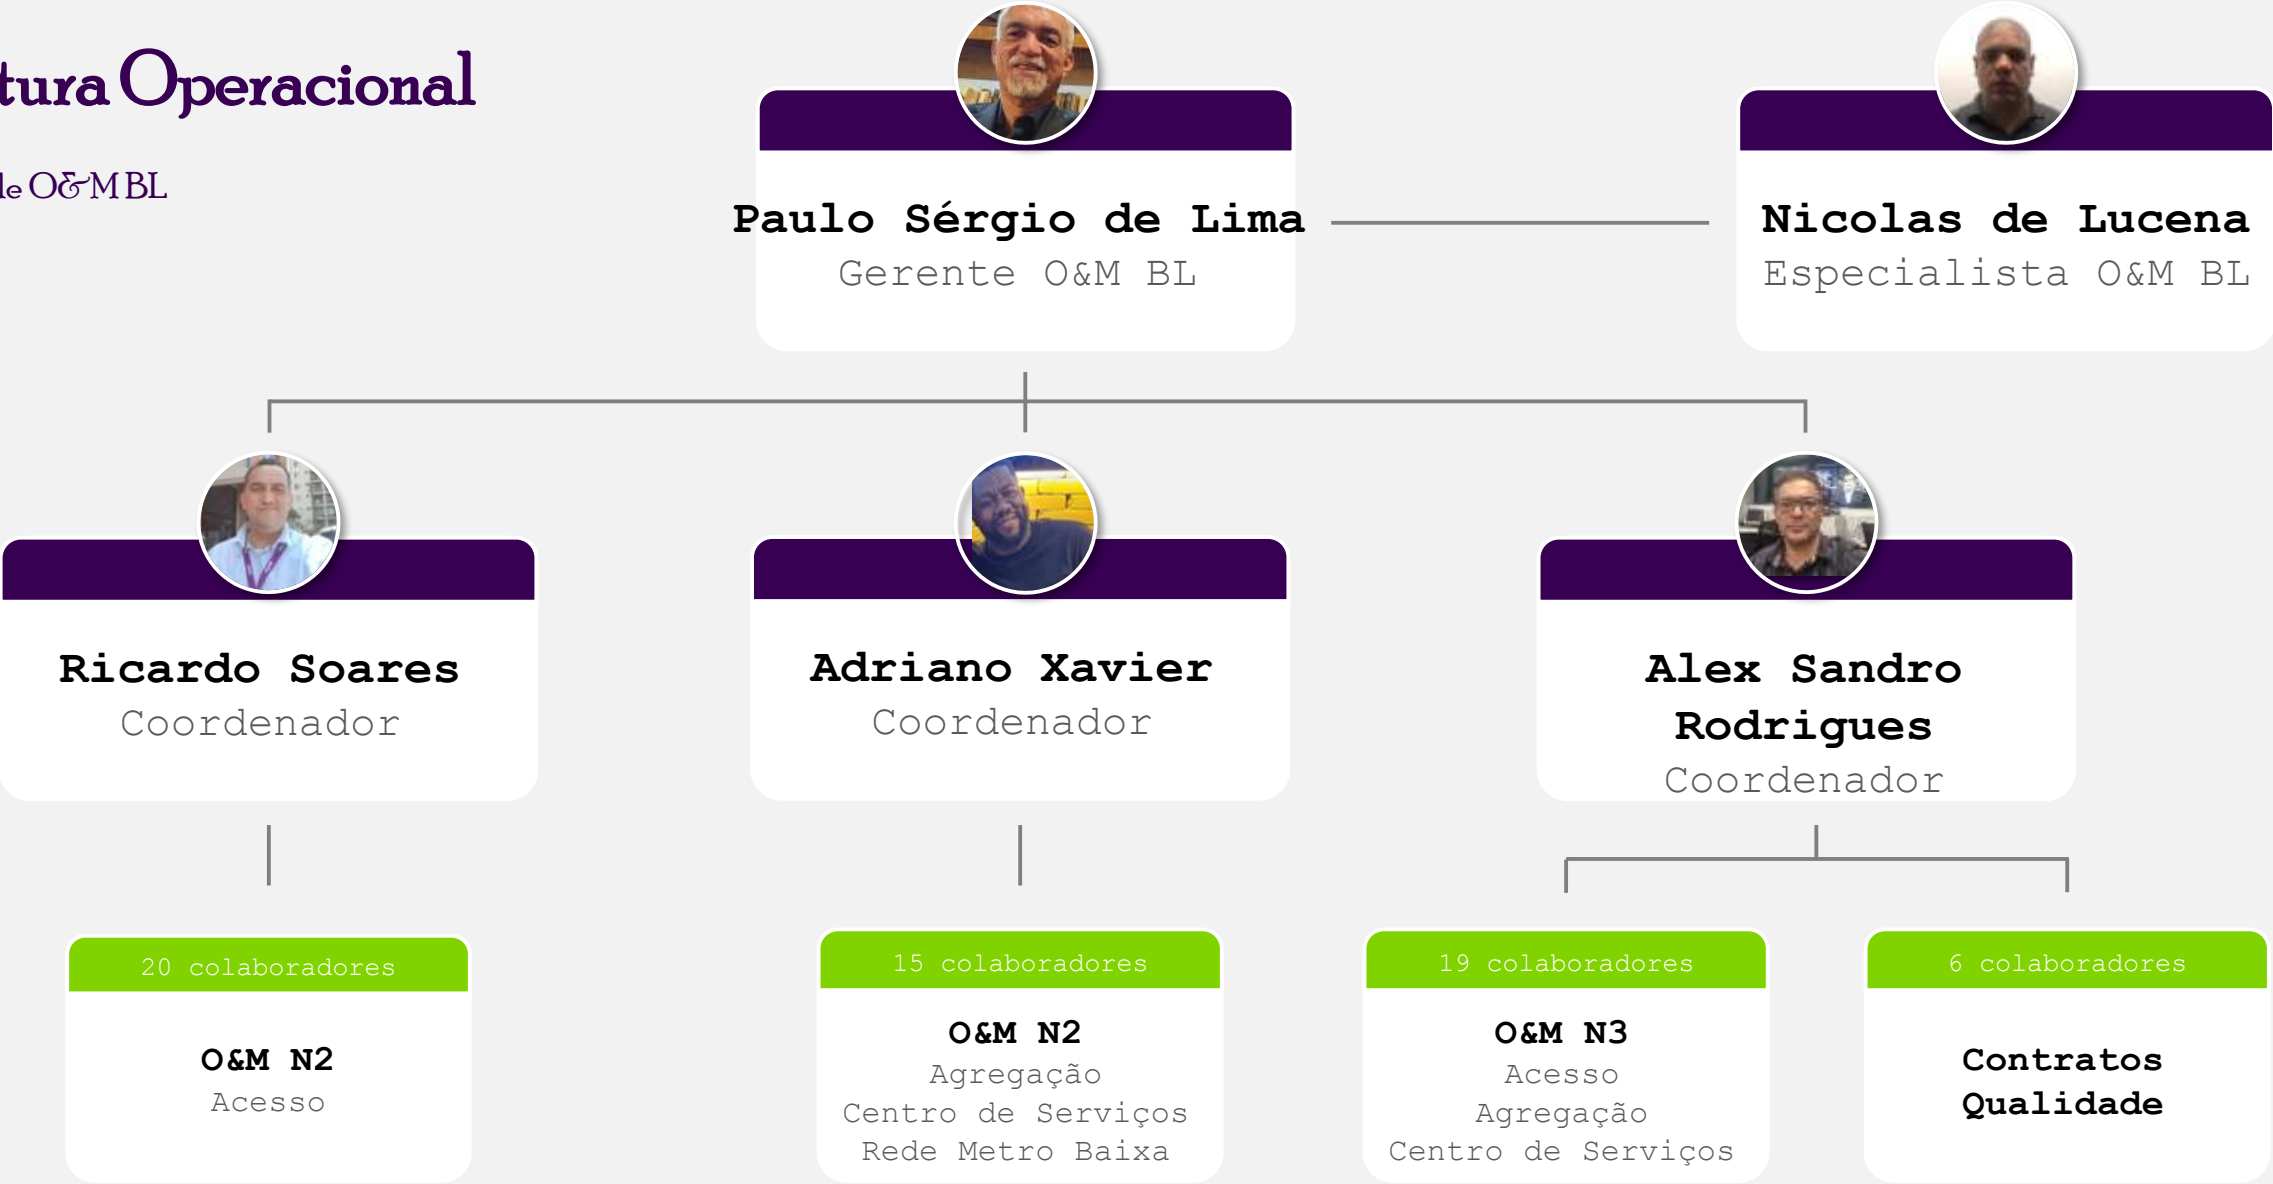 tura Operacional
de O&M BL
Paulo Sérgio de Lima
Gerente O&M BL
Nicolas de Lucena
Especialista O&M BL
Ricardo Soares
Coordenador
Adriano Xavier
Coordenador
Alex Sandro
Rodrigues
Coordenador
20 colaboradores
O&M N2
Acesso
15 colaboradores
O&M N2
Agregação
Centro de Serviços
Rede Metro Baixa
19 colaboradores
O&M N3
Acesso
Agregação
Centro de Serviços
6 colaboradores
Contratos
Qualidade